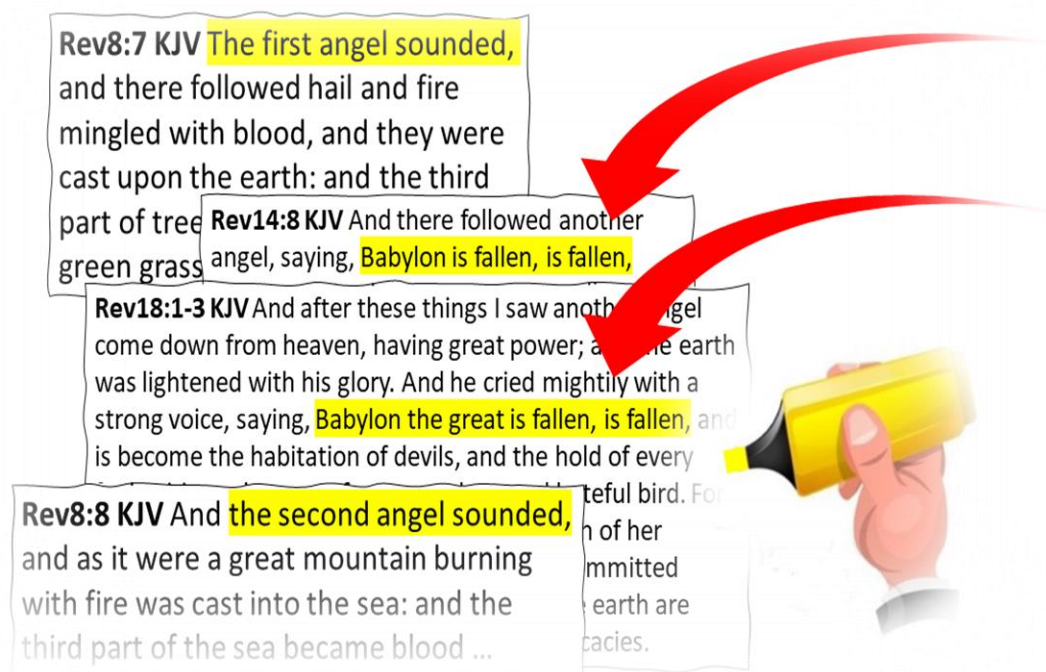 Rev8:7 KJV The first angel sounded,
and there followed hail and fire
mingled with blood, and they were
cast upon the earth: and the third
part of tree
green grass
Rev14:8 KJV And there followed another
angel, saying, Babylon is fallen, is fallen,
Rev18:1-3 KJV And after these things I saw anoth gel
come down from heaven, having great power; a e earth
was lightened with his glory. And he cried mightily with a
strong voice, saying, Babylon the great is fallen, is fallen, and
is become the habitation of devils, and the hold of every
teful bird. For
of her
mmitted
earth are
cacies.
Rev8:8 KJV And the second angel sounded,
and as it were a great mountain burning
with fire was cast into the sea: and the
third part of the sea became blood ...